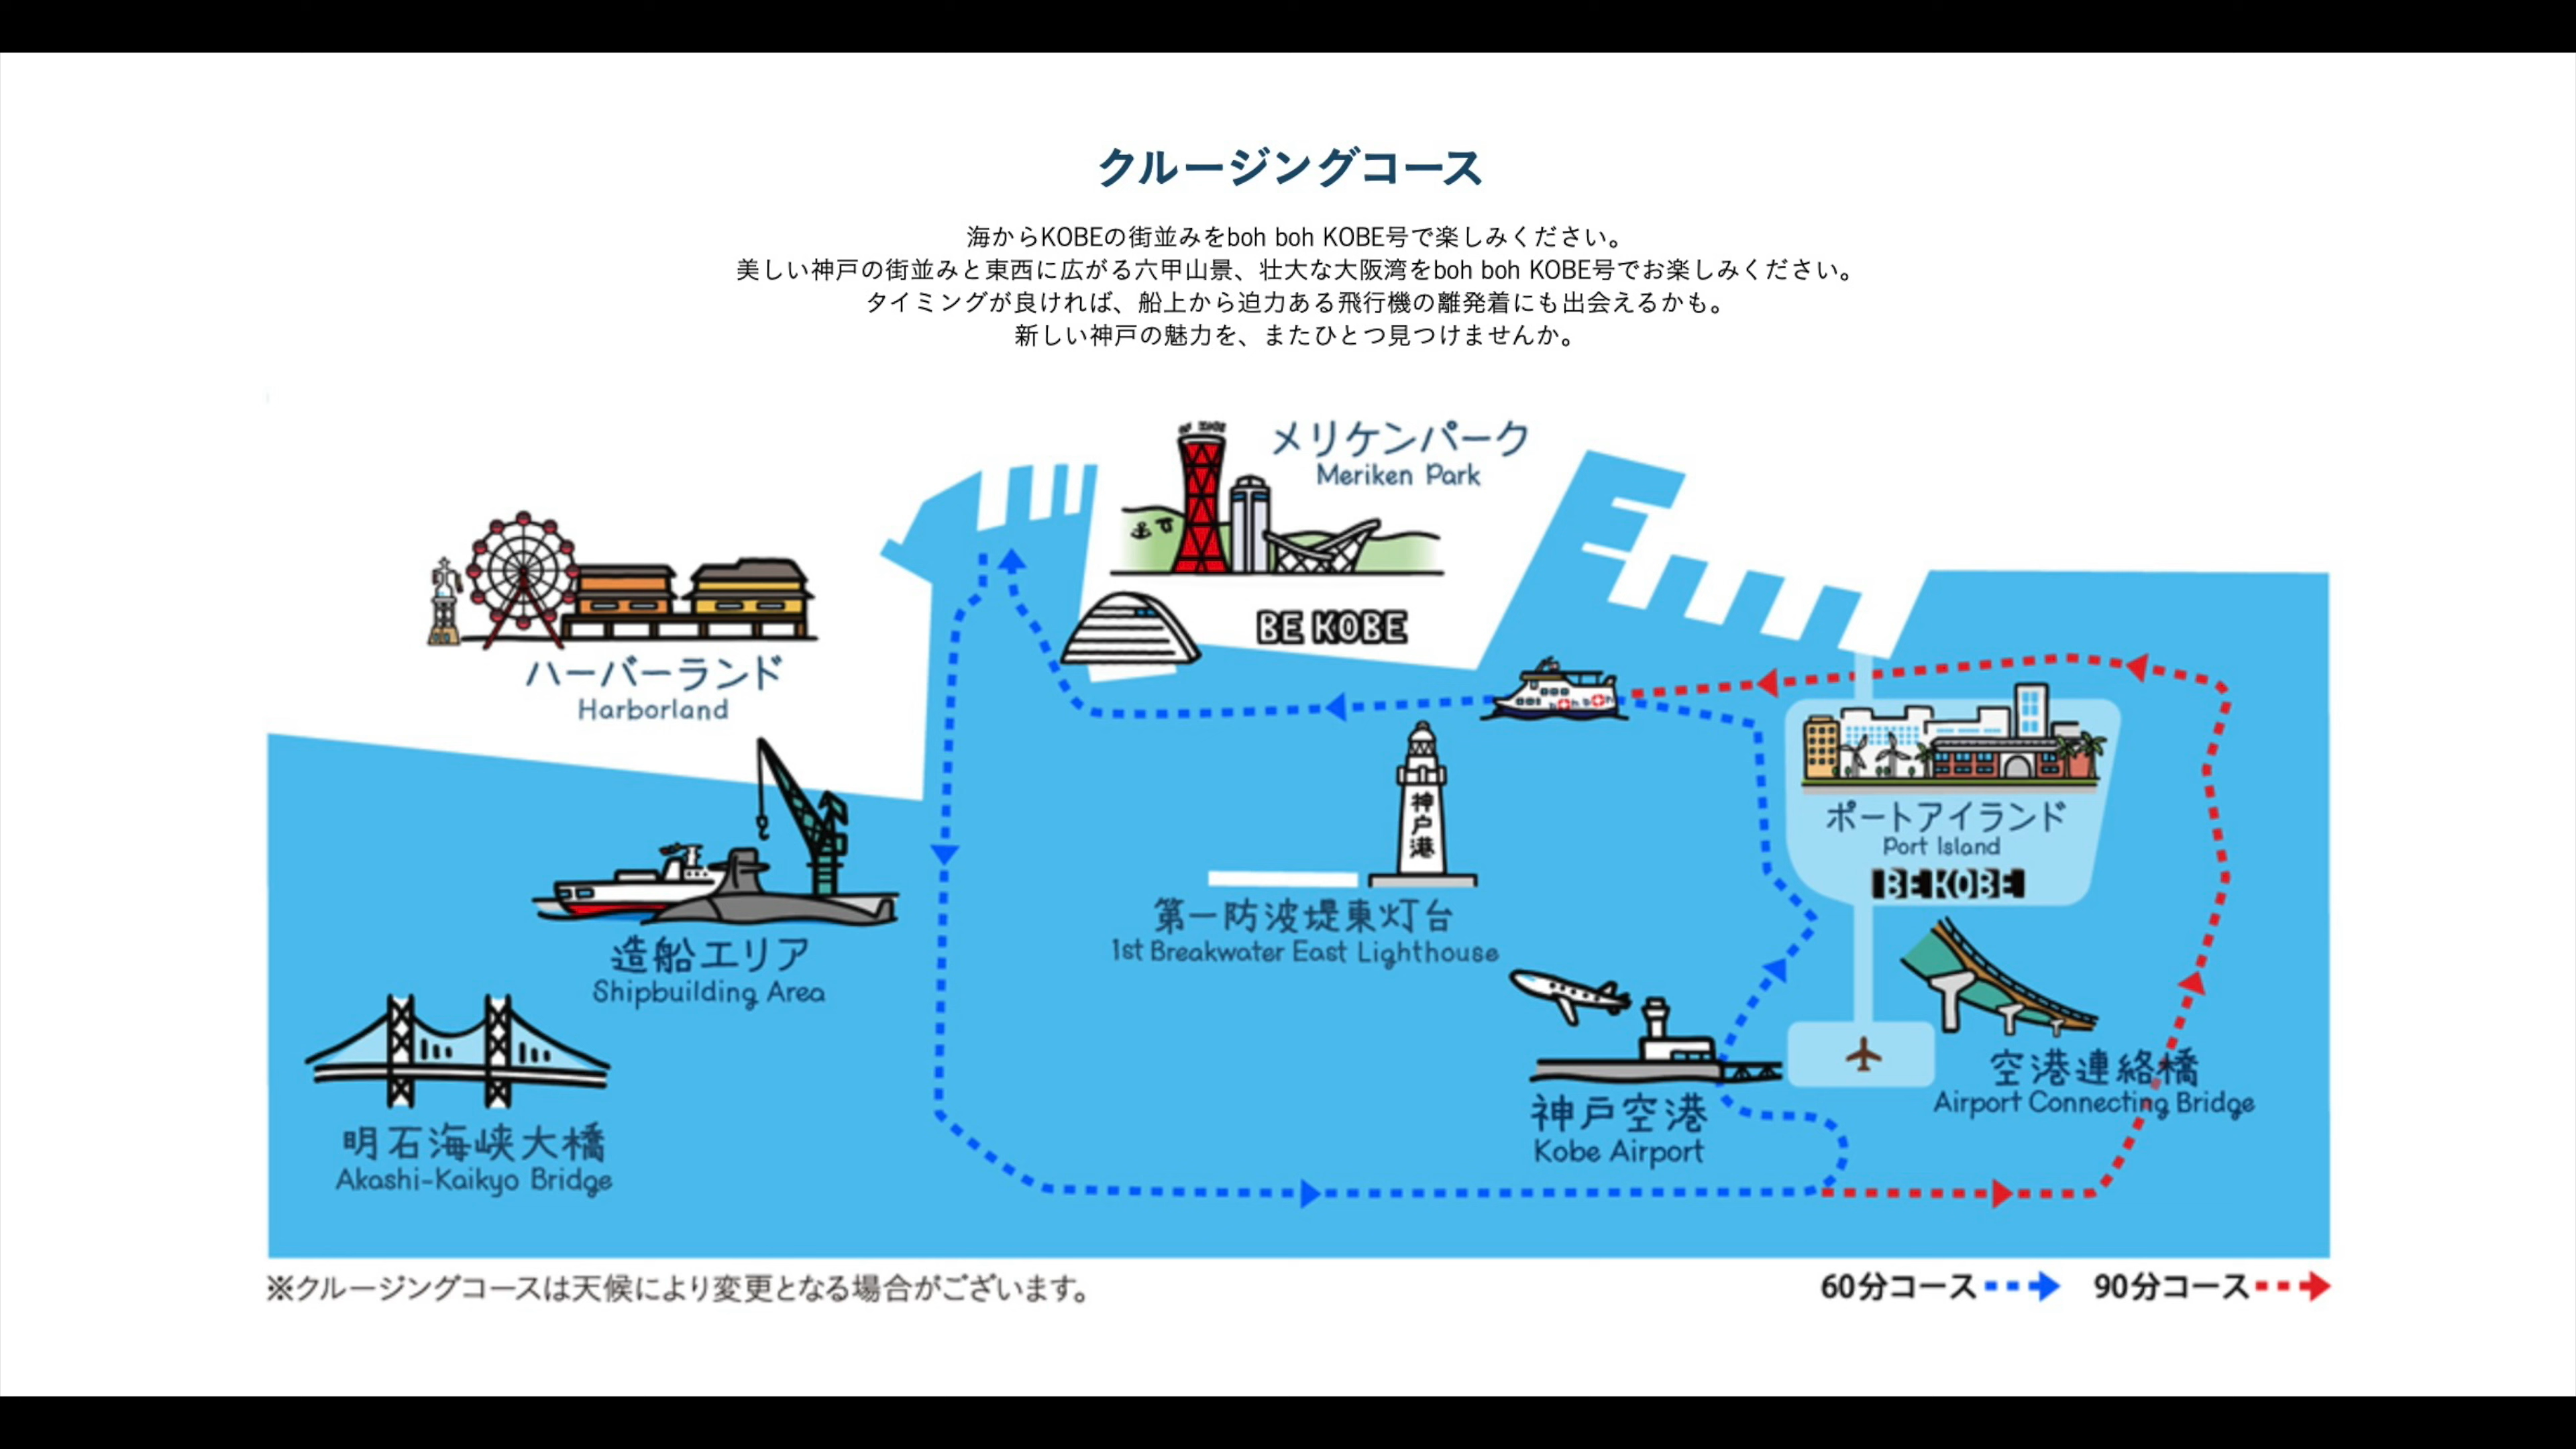 クルージングコース
海からKOBEの街並みをboh boh KOBE号で楽しみください。
美しい神戸の街並みと東西に広がる六甲山景、壮大な大阪湾をboh boh KOBE号でお楽しみください。
タイミングが良ければ、船上から迫力ある飛行機の離発着にも出会えるかも。
新しい神戸の魅力を、またひとつ見つけませんか。
メリケンパーク
Meriken Park
BE KOBE
ハーバーランド
Harborland
神戸港
ポートアイランド
Port Island
BE KOBE
第一防波堤東灯台
1st Breakwater East Lighthouse
造船エリア
Shipbuilding Area
空港連絡橋
Airport Connecting Bridge
神戸空港
Kobe Airport
明石海峡大橋
Akashi-Kaikyo Bridge
※クルージングコースは天候により変更となる場合がございます。
60分コース
90分コース